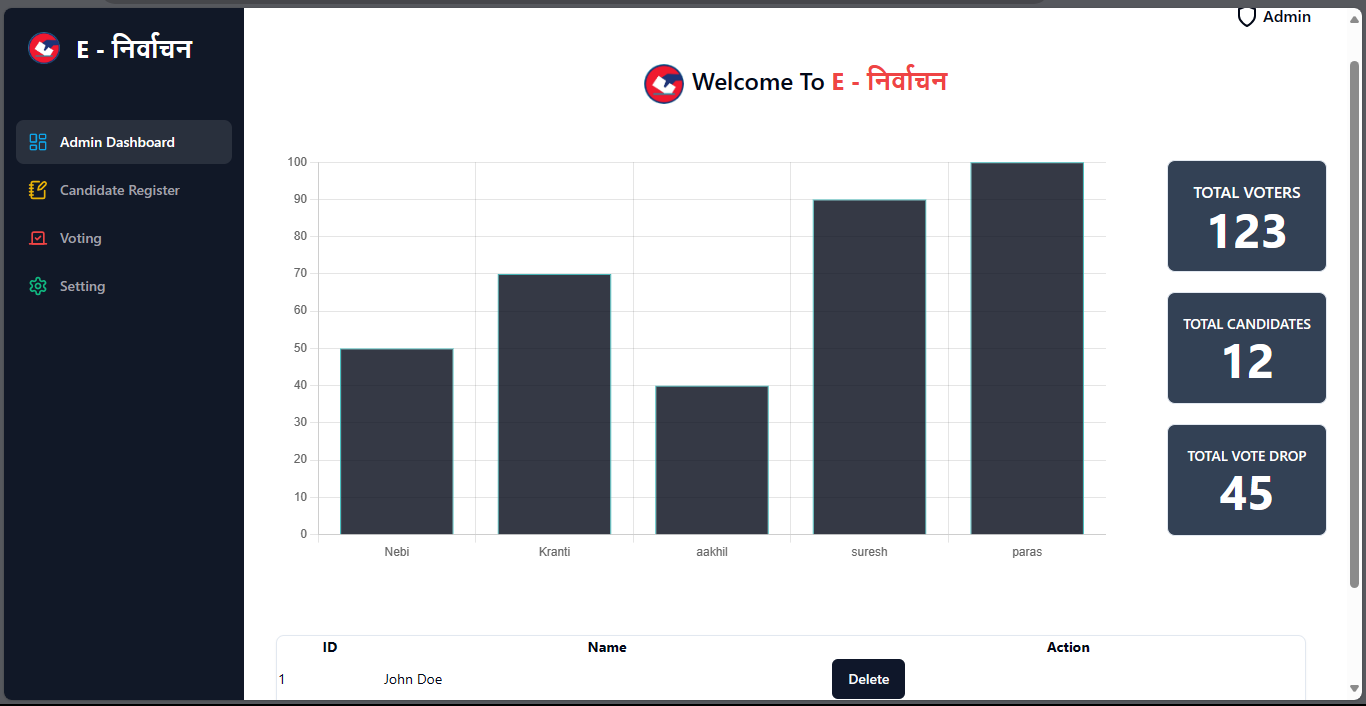 E - निर्वाचन
Admin Dashboard
Candidate Register
Voting
Setting
Admin
Welcome To E - निर्वाचन
100
90
80
70
60
50
40
30
20
10
0
Nebi Kranti aakhil suresh paras
TOTAL VOTERS
123
TOTAL CANDIDATES
12
TOTAL VOTE DROP
45
ID Name Action
1 John Doe Delete